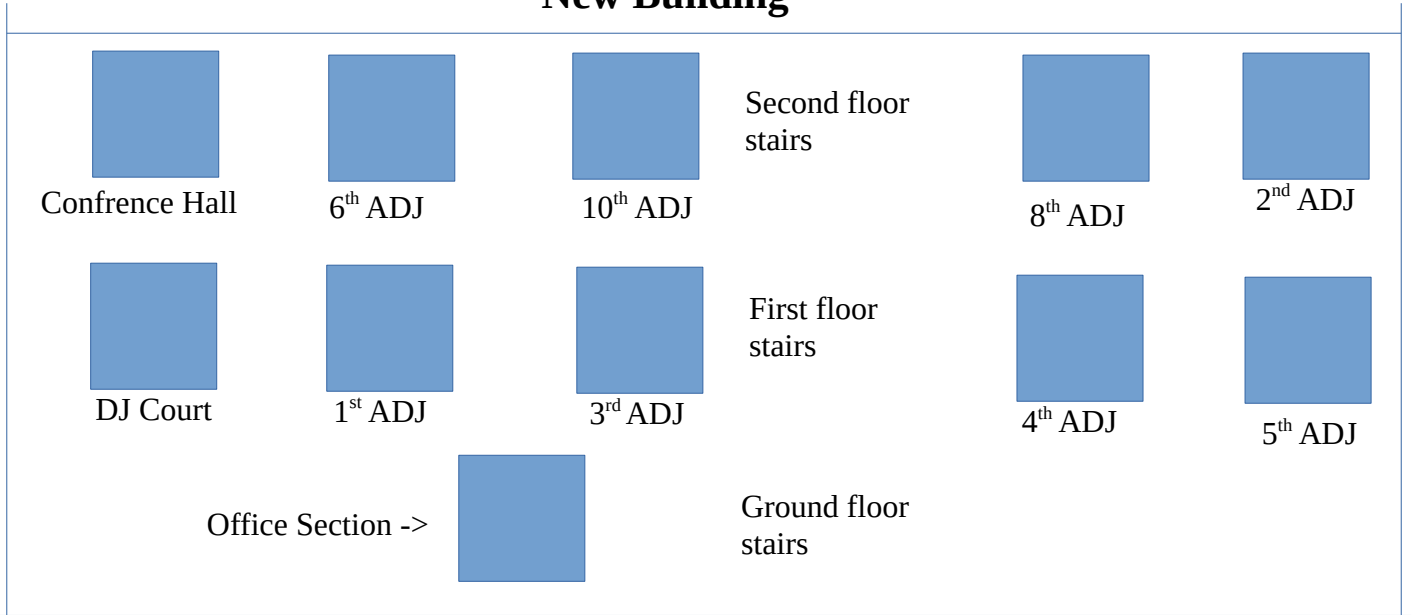 New Building
Second floor
stairs
Confrence Hall
6th ADJ
10th ADJ
8th ADJ
2nd ADJ
First floor
stairs
DJ Court
1st ADJ
3rd ADJ
4th ADJ
5th ADJ
Office Section ->
Ground floor
stairs